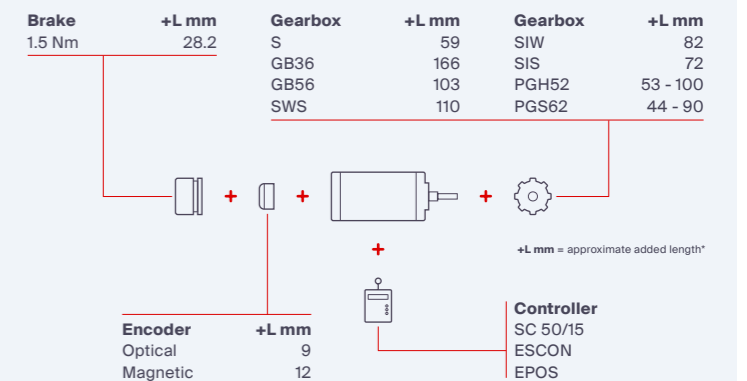 Brake +L mm
1.5 Nm 28.2
Gearbox +L mm
S 59
GB36 166
GB56 103
SWS 110
Gearbox +L mm
SIW 82
SIS 72
PGH52 53 - 100
PGS62 44 - 90
+L mm = approximate added length*
Encoder +L mm
Optical 9
Magnetic 12
Controller
SC 50/15
ESCON
EPOS